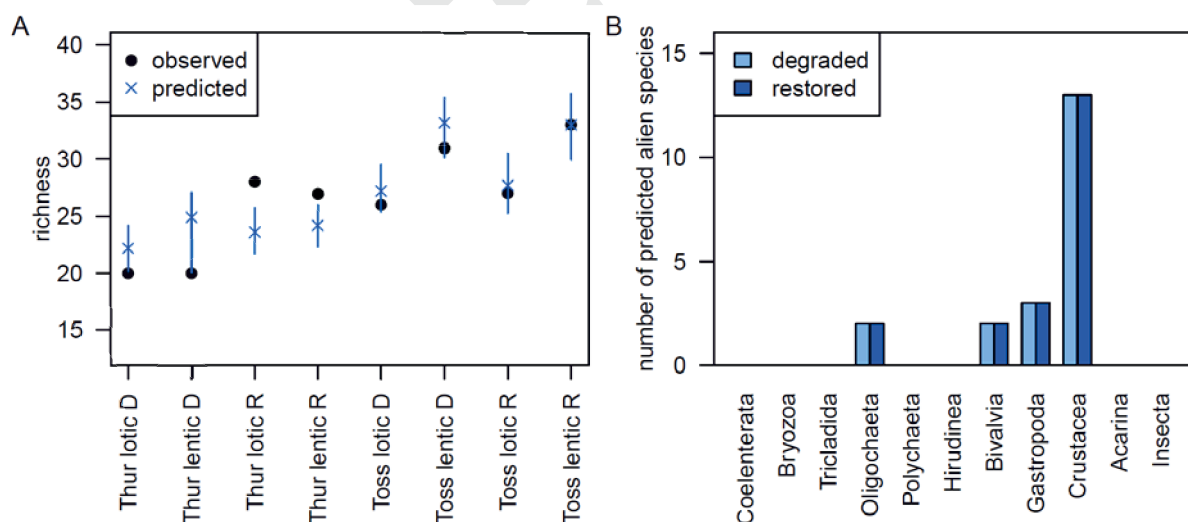 A
richness
40
35
30
25
20
15
observed
predicted
Thur lotic D
Thur lentic D
Thur lotic R
Thur lentic R
Toss lotic D
Toss lentic D
Toss lotic R
Toss lentic R
B
number of predicted alien species
15
10
5
0
degraded
restored
Coelenterata
Bryozoa
Tricladida
Oligochaeta
Polychaeta
Hirudinea
Bivalvia
Gastropoda
Crustacea
Acarina
Insecta